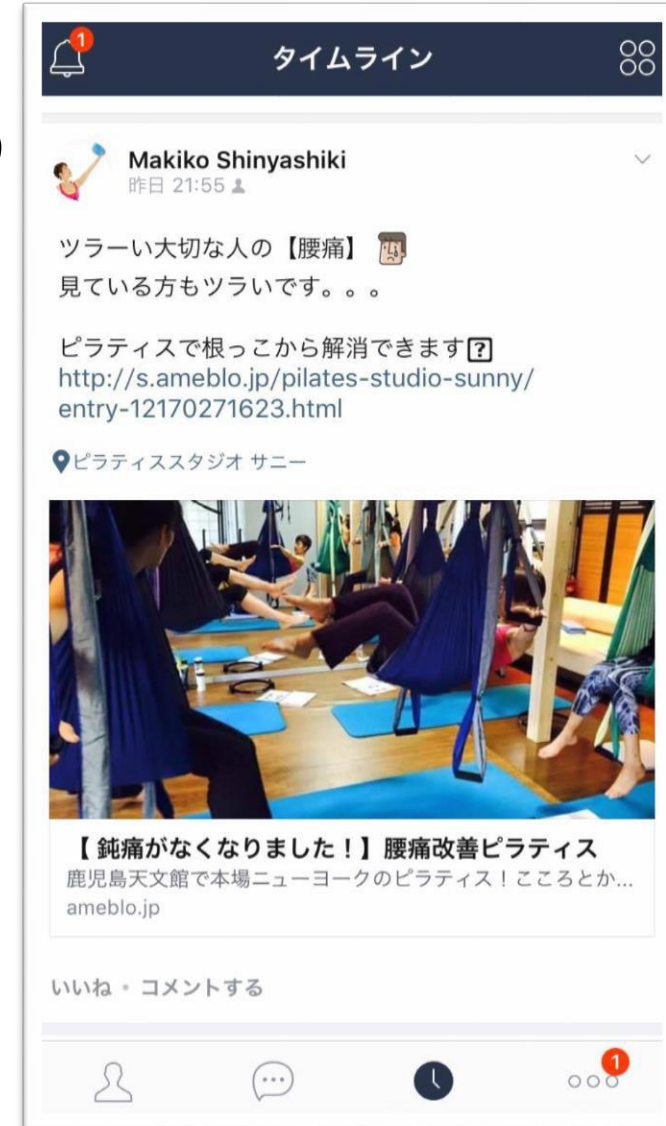 1
タイムライン
)
Makiko Shinyashiki
昨日 21:55
ツラーい大切な人の【腰痛】
見ている方もツラいです。。。
ピラティスで根っこから解消できます?
http://s.ameblo.jp/pilates-studio-sunny/
entry-12170271623.html
ピラティススタジオ サニー
【 鈍痛がなくなりました！】腰痛改善ピラティス
鹿児島天文館で本場ニューヨークのピラティス！こころとか...
ameblo.jp
いいね • コメントする
1